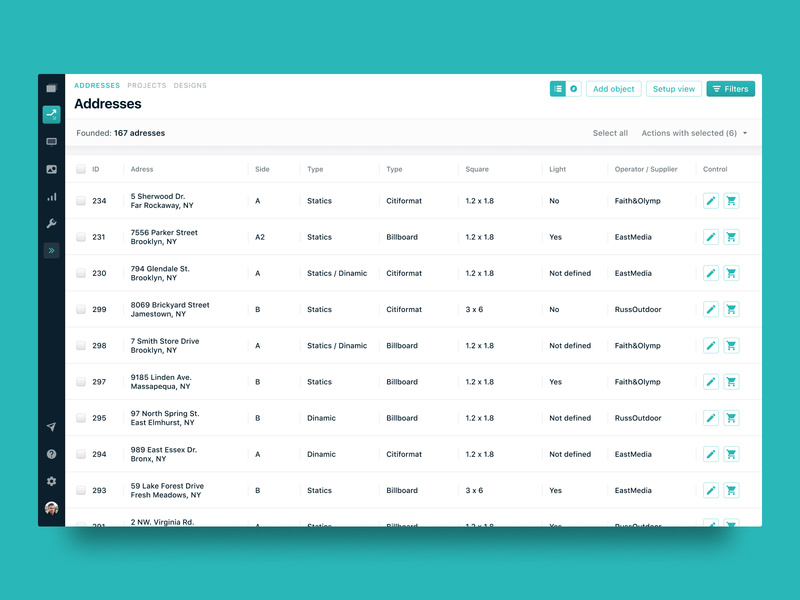 ADDRESSES PROJECTS DESIGNS
Addresses
Add object Setup view Filters
Founded: 167 adresses Select all Actions with selected (6)
ID Adress Side Type Type Square Light Operator / Supplier Control
234 5 Sherwood Dr. A Statics Citiformat 1.2 x 1.8 No Faith&Olymp
Far Rockaway, NY
231 7556 Parker Street A2 Statics Billboard 1.2 x 1.8 Yes EastMedia
Brooklyn, NY
230 794 Glendale St. A Statics / Dinamic Citiformat 1.2 x 1.8 Not defined EastMedia
Brooklyn, NY
299 8069 Brickyard Street B Statics Citiformat 3 x 6 No RussOutdoor
Jamestown, NY
298 7 Smith Store Drive A Statics / Dinamic Billboard 1.2 x 1.8 Not defined Faith&Olymp
Brooklyn, NY
297 9185 Linden Ave. B Statics Billboard 1.2 x 1.8 Yes Faith&Olymp
Massapequa, NY
295 97 North Spring St. B Dinamic Billboard 1.2 x 1.8 Not defined RussOutdoor
East Elmhurst, NY
294 989 East Essex Dr. A Dinamic Citiformat 1.2 x 1.8 Not defined EastMedia
Bronx, NY
293 59 Lake Forest Drive B Statics Billboard 3 x 6 Yes EastMedia
Fresh Meadows, NY
291 2 NW. Virginia Rd. A Statics Billboard 1.2 x 1.8 Yes RussOutdoor